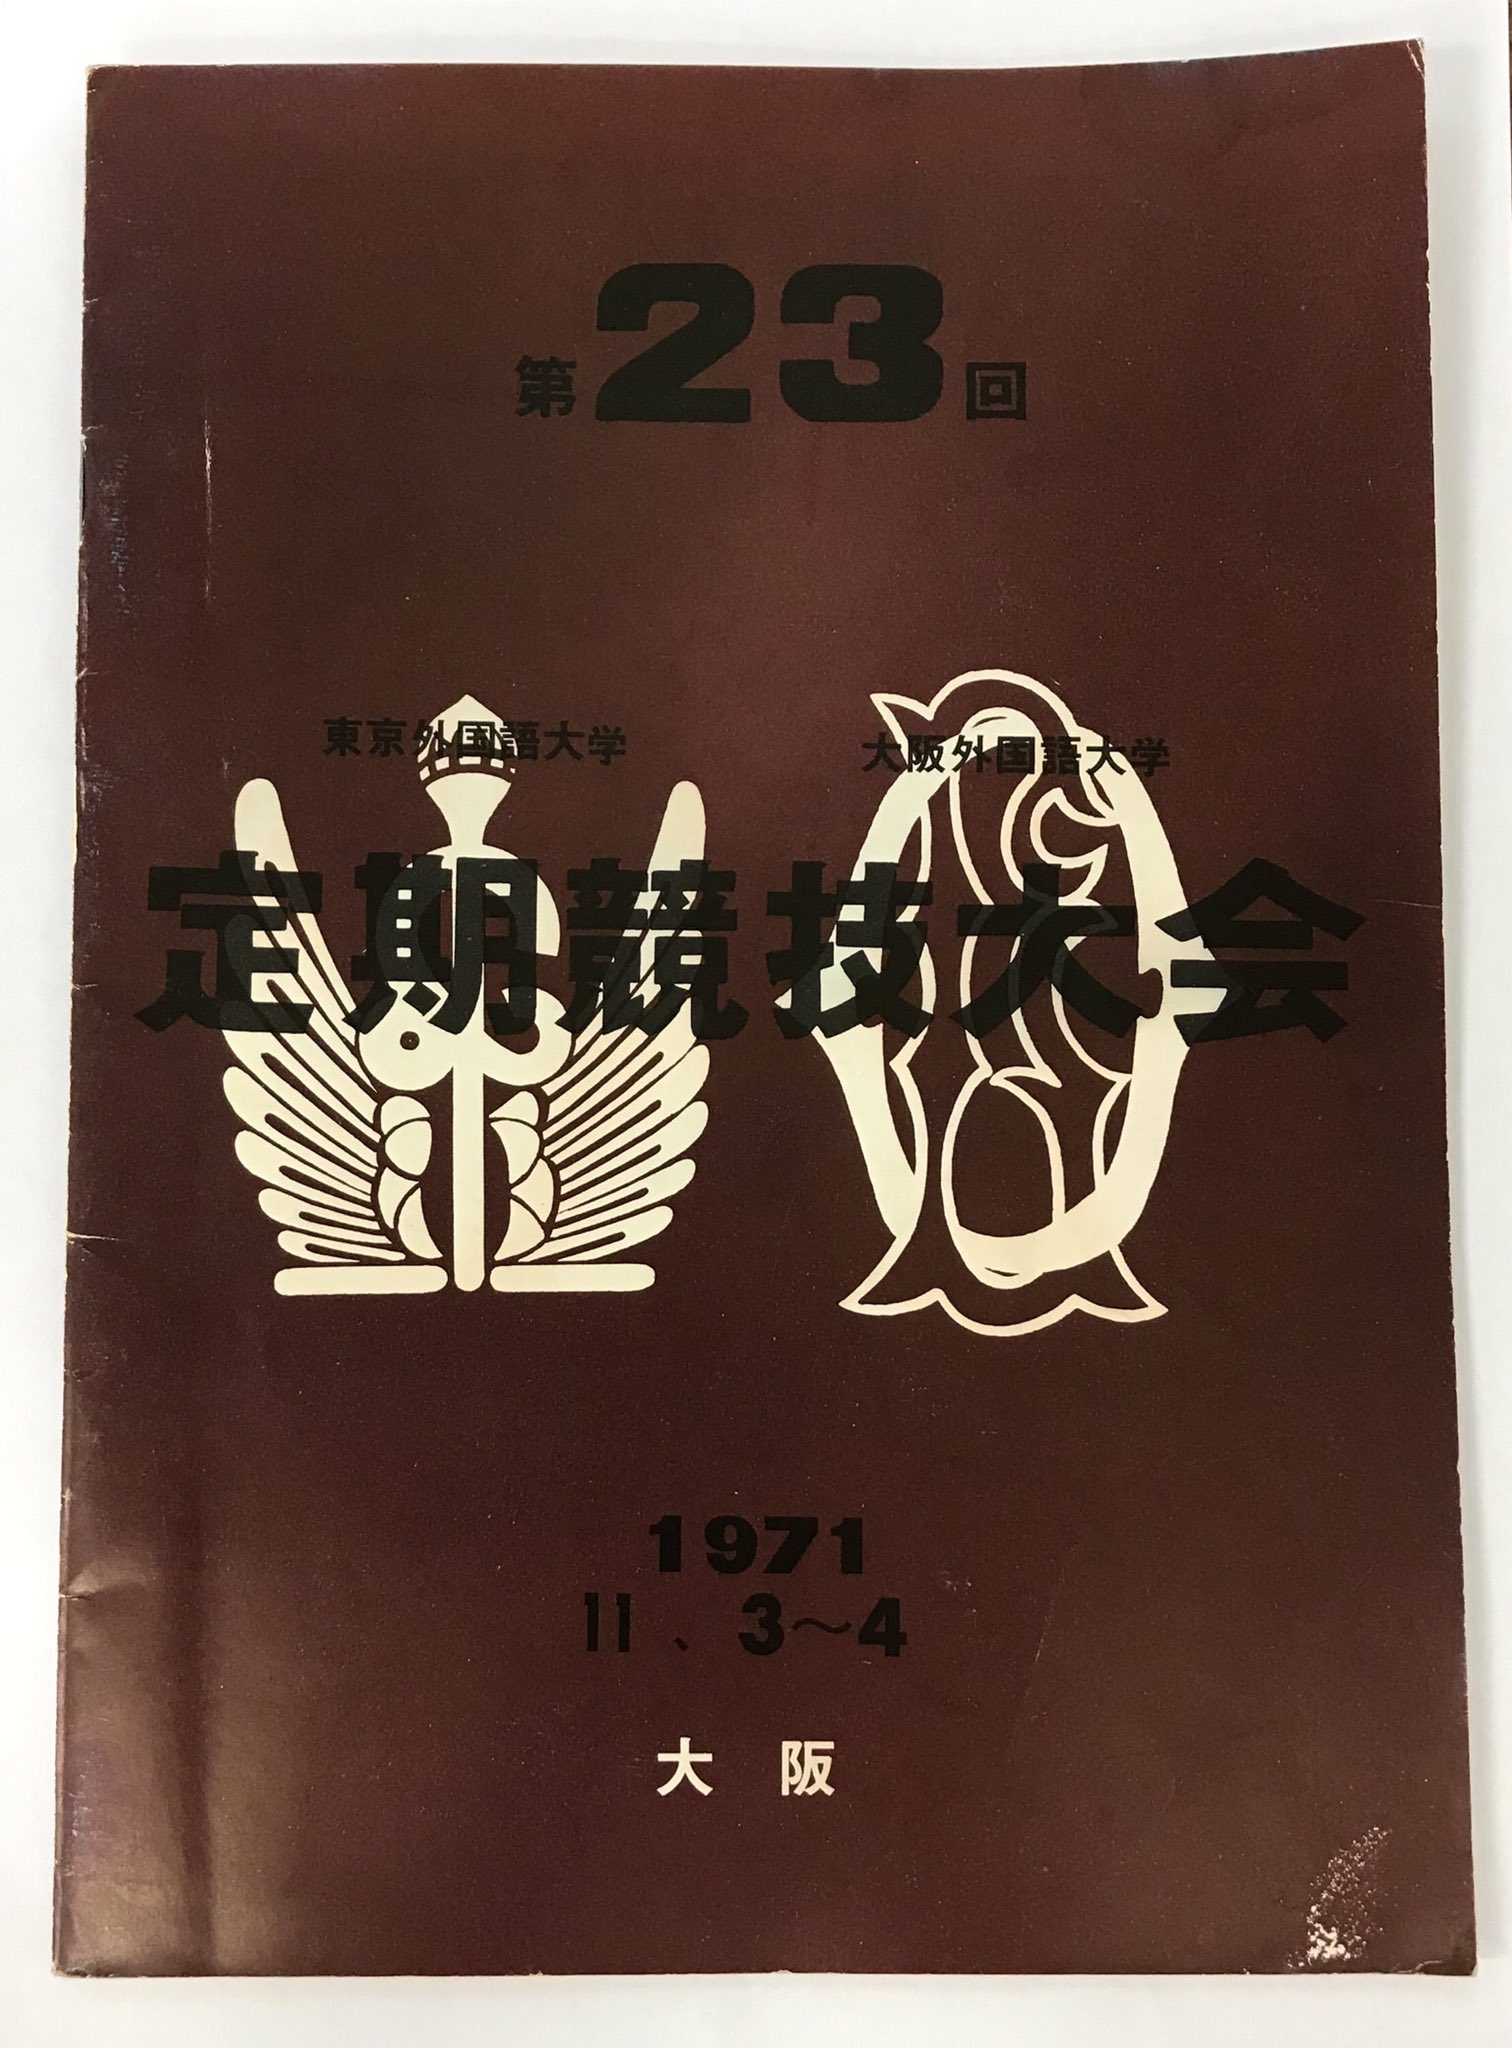 第23回
東京外国語大学 大阪外国語大学
定期競技大会
1971
11、3～4
大 阪